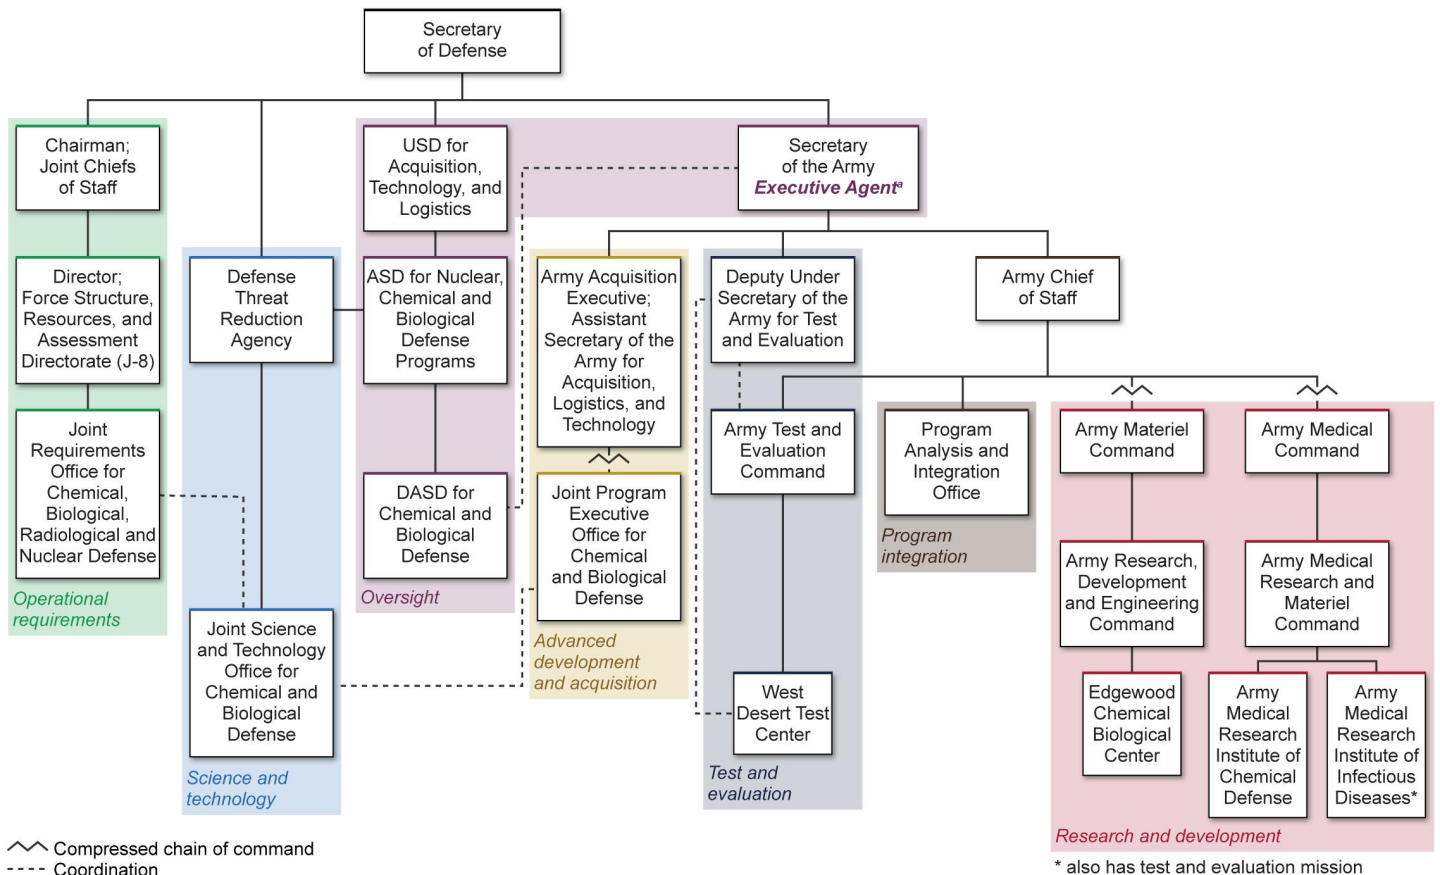 Secretary
of Defense
Chairman;
Joint Chiefs
of Staff
USD for
Acquisition,
Technology, and
Logistics
Secretary
of the Army
Executive Agentᵃ
Director;
Force Structure,
Resources, and
Assessment
Directorate (J-8)
Defense
Threat
Reduction
Agency
ASD for Nuclear,
Chemical and
Biological
Defense
Programs
Army Acquisition
Executive;
Assistant
Secretary of the
Army for
Acquisition,
Logistics, and
Technology
Deputy Under
Secretary of the
Army for Test
and Evaluation
Army Chief
of Staff
Joint
Requirements
Office for
Chemical,
Biological,
Radiological and
Nuclear Defense
DASD for
Chemical and
Biological
Defense
Joint Program
Executive
Office for
Chemical
and Biological
Defense
Army Test and
Evaluation
Command
Program
Analysis and
Integration
Office
Army Materiel
Command
Army Medical
Command
Program
integration
Army Research,
Development
and Engineering
Command
Army Medical
Research and
Materiel
Command
Operational
requirements
Oversight
Joint Science
and Technology
Office for
Chemical and
Biological
Defense
Advanced
development
and acquisition
West
Desert Test
Center
Edgewood
Chemical
Biological
Center
Army
Medical
Research
Institute of
Chemical
Defense
Army
Medical
Research
Institute of
Infectious
Diseases*
Science and
technology
Test and
evaluation
Research and development
Compressed chain of command
Coordination
* also has test and evaluation mission